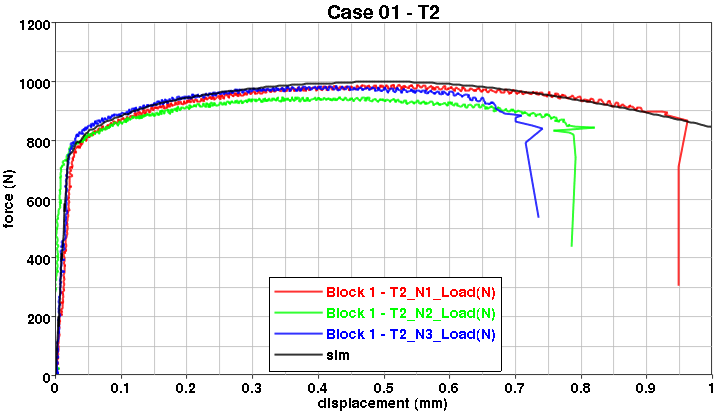 Case 01 - T2
1200
1000
800
600
400
200
0
force (N)
Block 1 - T2_N1_Load(N)
Block 1 - T2_N2_Load(N)
Block 1 - T2_N3_Load(N)
sim
0 0.1 0.2 0.3 0.4 0.5 0.6 0.7 0.8 0.9 1
displacement (mm)